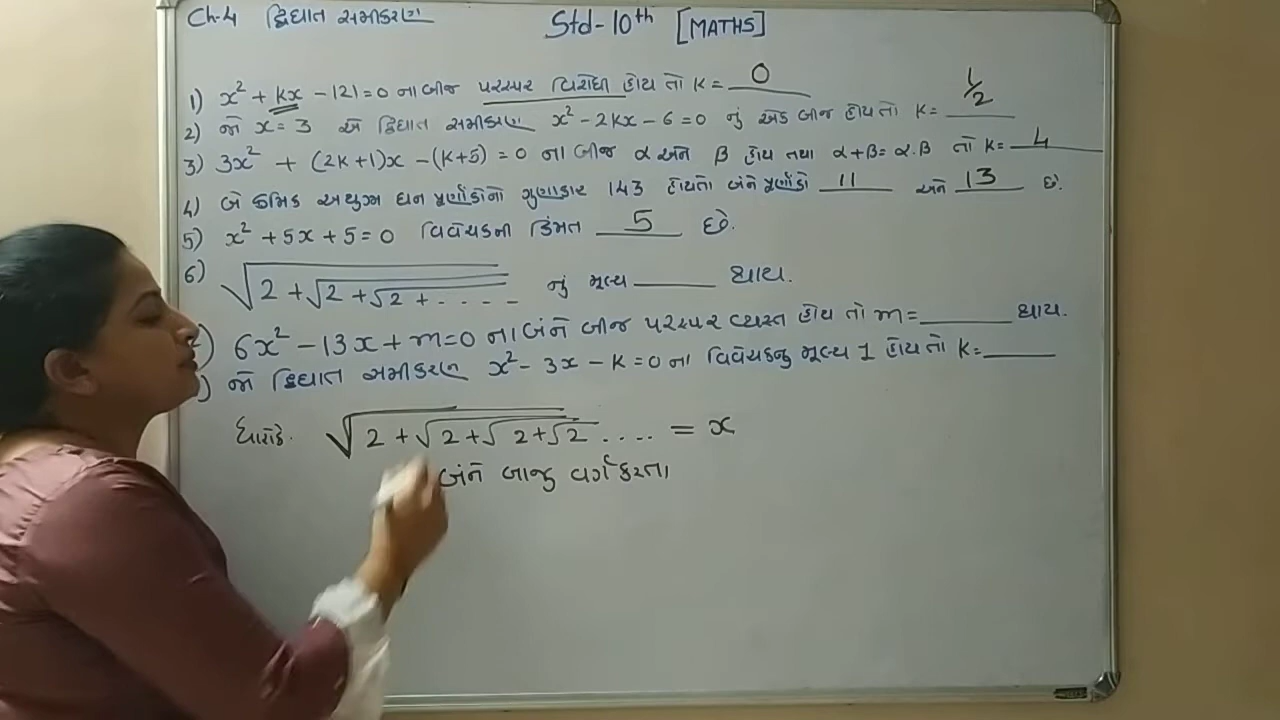 Ch-4 દ્વિઘાત સમીકરણ
Std-10th [MATHS]
1) x² + kx - 121 = 0 ના બીજ પરસ્પર વિરોધી હોય તો K = 0
2) જો x = 3 એ દ્વિઘાત સમીકરણ x² - 2kx - 6 = 0 નું એક બીજ હોય તો K = 1/2
3) 3x² + (2k+1)x - (k+5) = 0 ના બીજ α અને β હોય તથા α+β = α.β તો K = 4
4) બે ક્રમિક અયુગ્મ ઘન પૂર્ણાંકોનો ગુણાકાર 143 હોયતો બંને પૂર્ણાંકો 11 અને 13 છે.
5) x² + 5x + 5 = 0 વિવેચકની કિંમત 5 છે.
6) √2 + √2 + √2 + ..... નું મૂલ્ય ______ થાય.
) 6x² - 13x + m = 0 ના બંને બીજ પરસ્પર વ્યસ્ત હોય તો m = ______ થાય.
) જો દ્વિઘાત સમીકરણ x² - 3x - k = 0 ના વિવેચકનુ મૂલ્ય 1 હોય તો K = ______
ધારોકે. √2 + √2 + √2 + √2 .... = x
બંને બાજુ વર્ગ કરતા